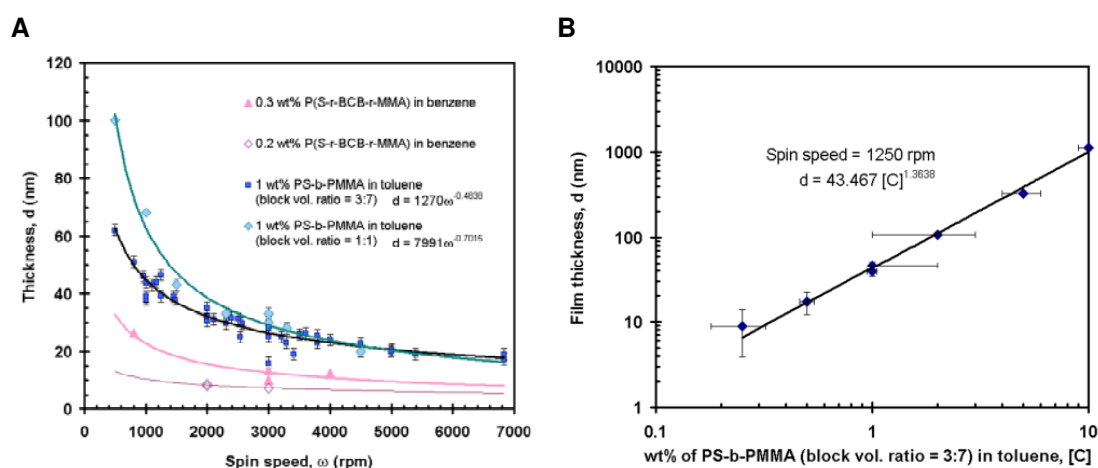 A
120
100
80
60
40
20
0
Thickness, d (nm)
0.3 wt% P(S-r-BCB-r-MMA) in benzene
0.2 wt% P(S-r-BCB-r-MMA) in benzene
1 wt% PS-b-PMMA in toluene
(block vol. ratio = 3:7) d = 1270ω^-0.4838
1 wt% PS-b-PMMA in toluene
(block vol. ratio = 1:1) d = 7991ω^-0.7015
0 1000 2000 3000 4000 5000 6000 7000
Spin speed, ω (rpm)
B
10000
1000
100
10
1
Film thickness, d (nm)
Spin speed = 1250 rpm
d = 43.467 [C]^1.3638
0.1 1 10
wt% of PS-b-PMMA (block vol. ratio = 3:7) in toluene, [C]